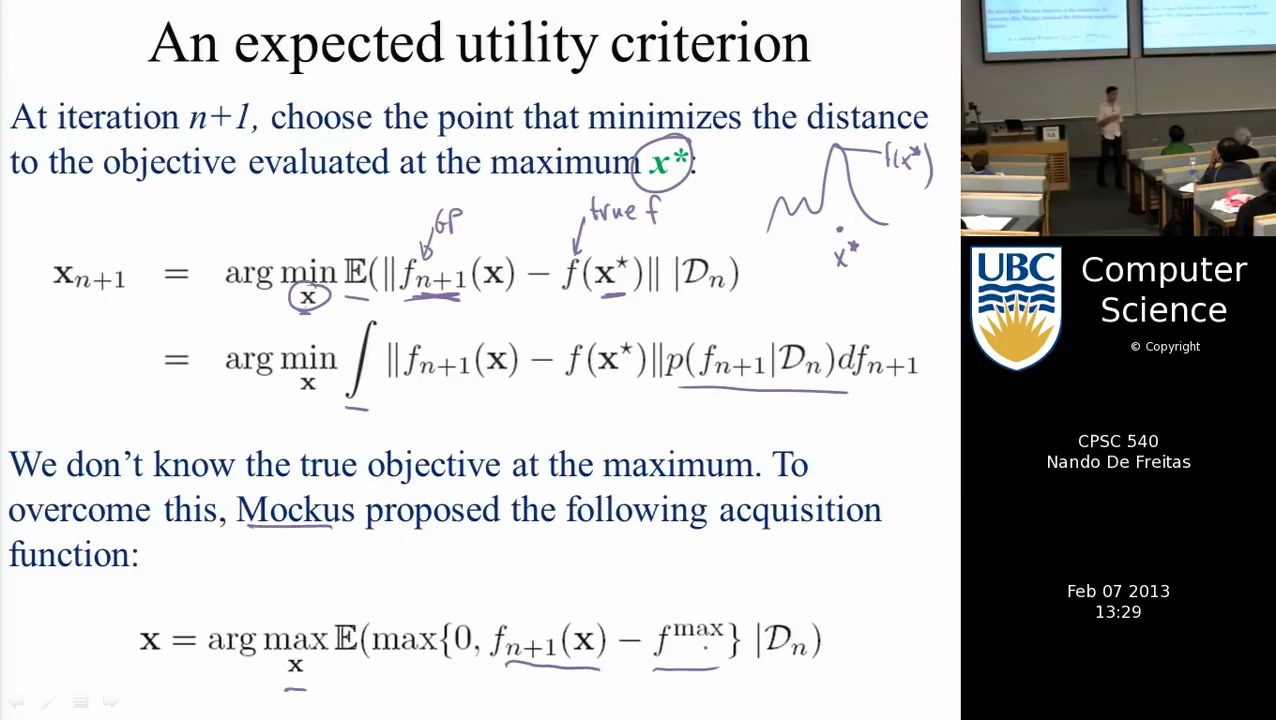 An expected utility criterion
At iteration n+1, choose the point that minimizes the distance
to the objective evaluated at the maximum x*:
f(x*)
GP
true f
x*
x_{n+1} = arg min_x 𝔼(‖f_{n+1}(x) − f(x⋆)‖ |𝒟_n)
= arg min_x ∫ ‖f_{n+1}(x) − f(x⋆)‖p(f_{n+1}|𝒟_n)df_{n+1}
We don't know the true objective at the maximum. To
overcome this, Mockus proposed the following acquisition
function:
x = arg max_x 𝔼(max{0, f_{n+1}(x) − f^{max}} |𝒟_n)
UBC
Computer
Science
© Copyright
CPSC 540
Nando De Freitas
Feb 07 2013
13:29